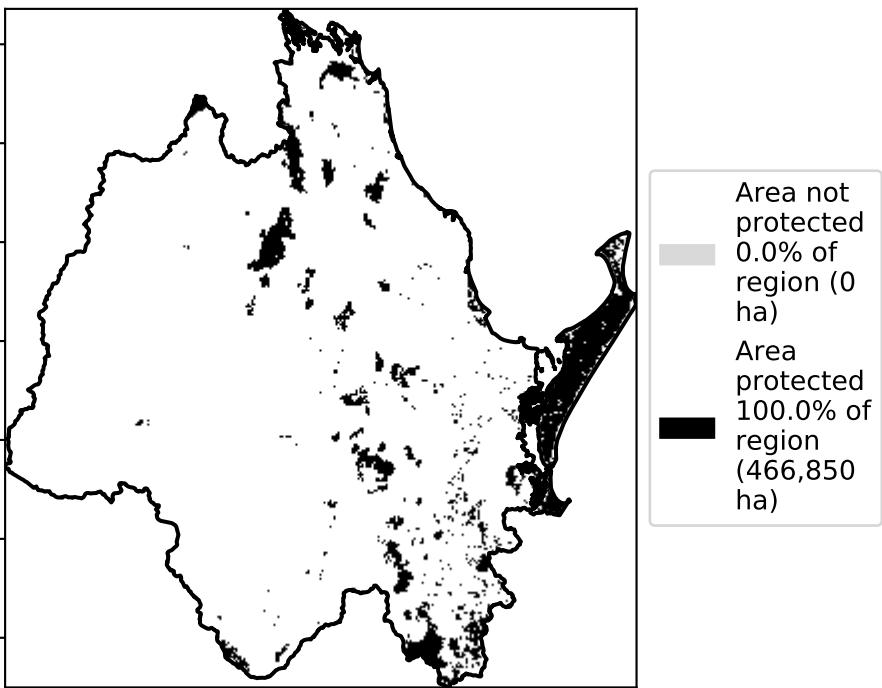 Area not
protected
0.0% of
region (0
ha)
Area
protected
100.0% of
region
(466,850
ha)